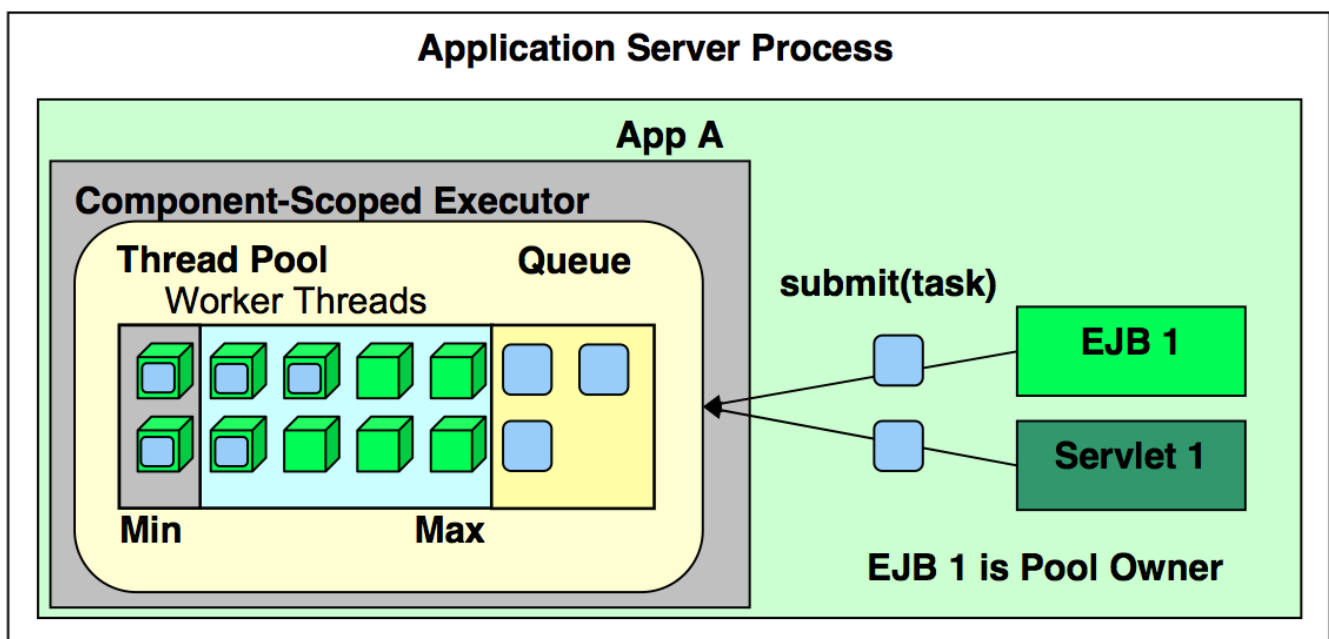 Application Server Process
App A
Component-Scoped Executor
Thread Pool
Queue
Worker Threads
Min
Max
submit(task)
EJB 1
Servlet 1
EJB 1 is Pool Owner